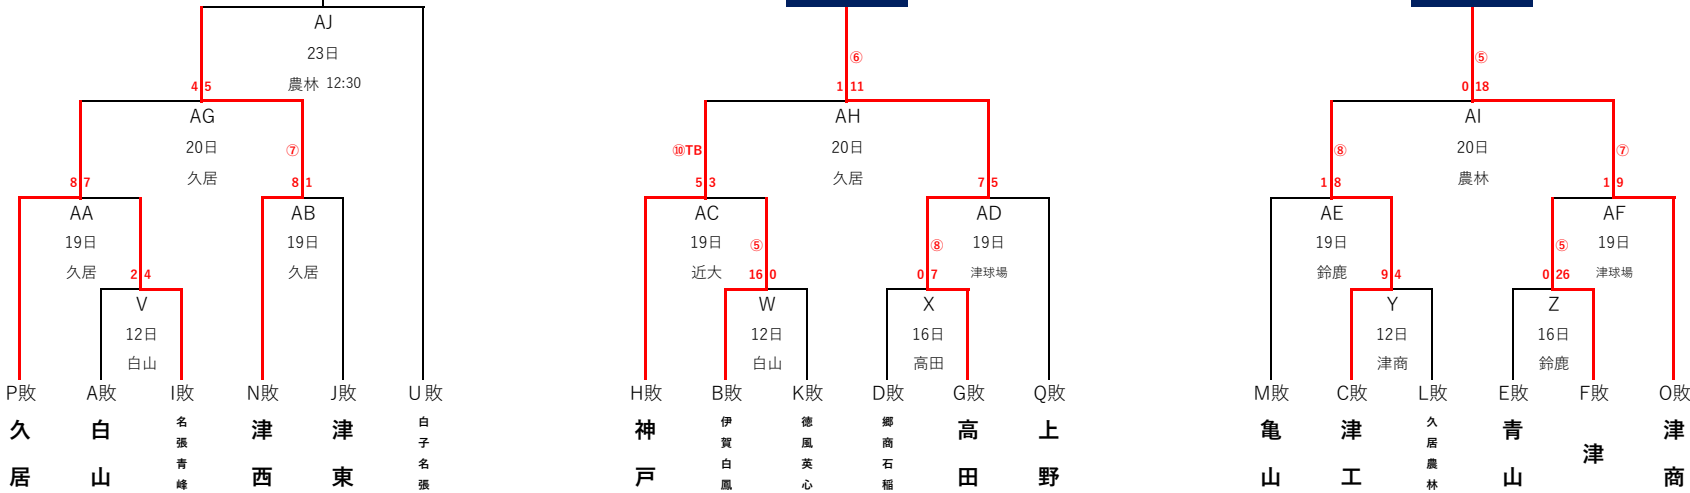 AJ
23日
農林 12:30
⑥
⑤
4 5
1 11
0 18
AG
AH
AI
20日
⑦
⑩TB
20日
⑧
20日
⑦
久居
久居
農林
8 7
8 1
5 3
7 5
1 8
1 9
AA
AB
AC
AD
AE
AF
19日
19日
19日
⑤
⑧
19日
19日
⑤
19日
久居
久居
近大
津球場
鈴鹿
津球場
2 4
16 0
0 7
9 4
0 26
V
W
X
Y
Z
12日
12日
16日
12日
16日
白山
白山
高田
津商
鈴鹿
P敗 A敗 I敗 N敗 J敗 U敗 H敗 B敗 K敗 D敗 G敗 Q敗 M敗 C敗 L敗 E敗 F敗 O敗
久居
白山
名張青峰
津西
津東
白子名張
神戸
伊賀白鳳
徳風英心
郷商石稲
高田
上野
亀山
津工
久居農林
青山
津
津商